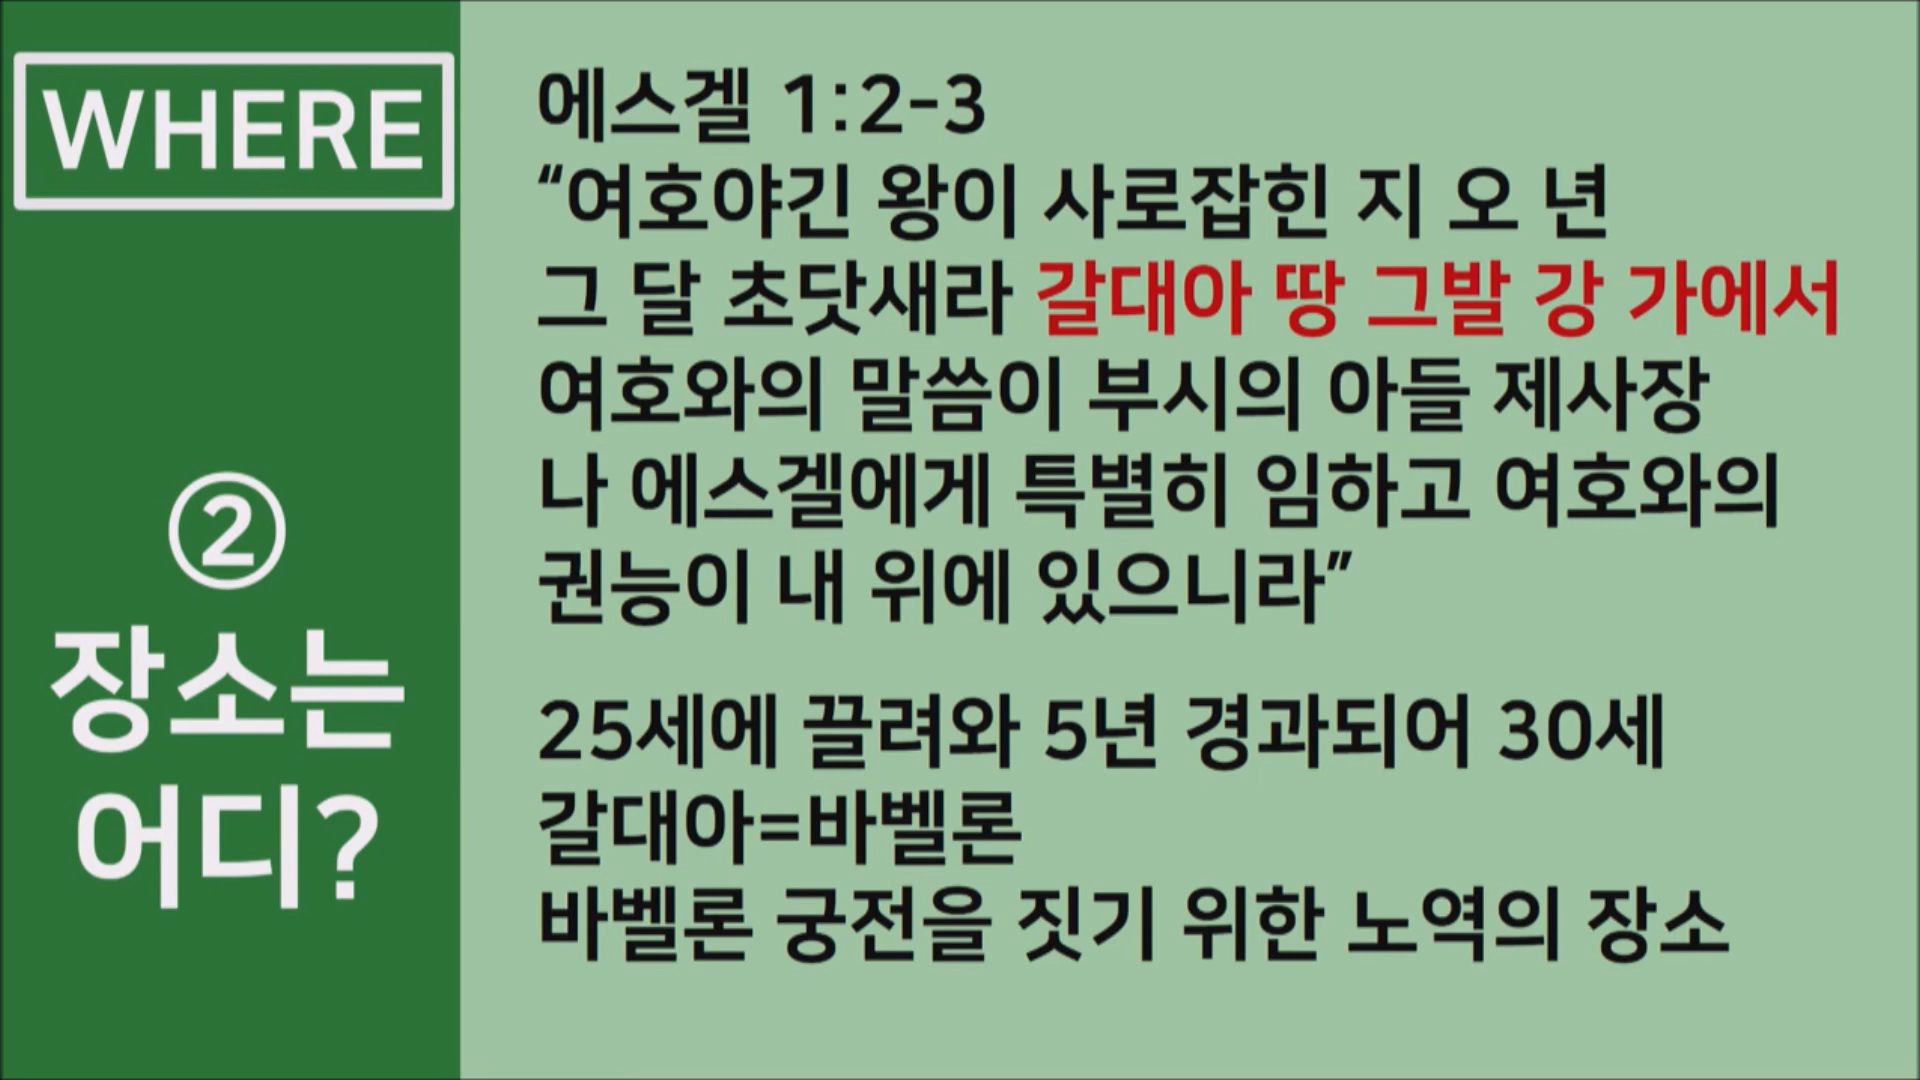 WHERE
②
장소는
어디?
에스겔 1:2-3
“여호야긴 왕이 사로잡힌 지 오 년
그 달 초닷새라 갈대아 땅 그발 강 가에서
여호와의 말씀이 부시의 아들 제사장
나 에스겔에게 특별히 임하고 여호와의
권능이 내 위에 있으니라”
25세에 끌려와 5년 경과되어 30세
갈대아=바벨론
바벨론 궁전을 짓기 위한 노역의 장소